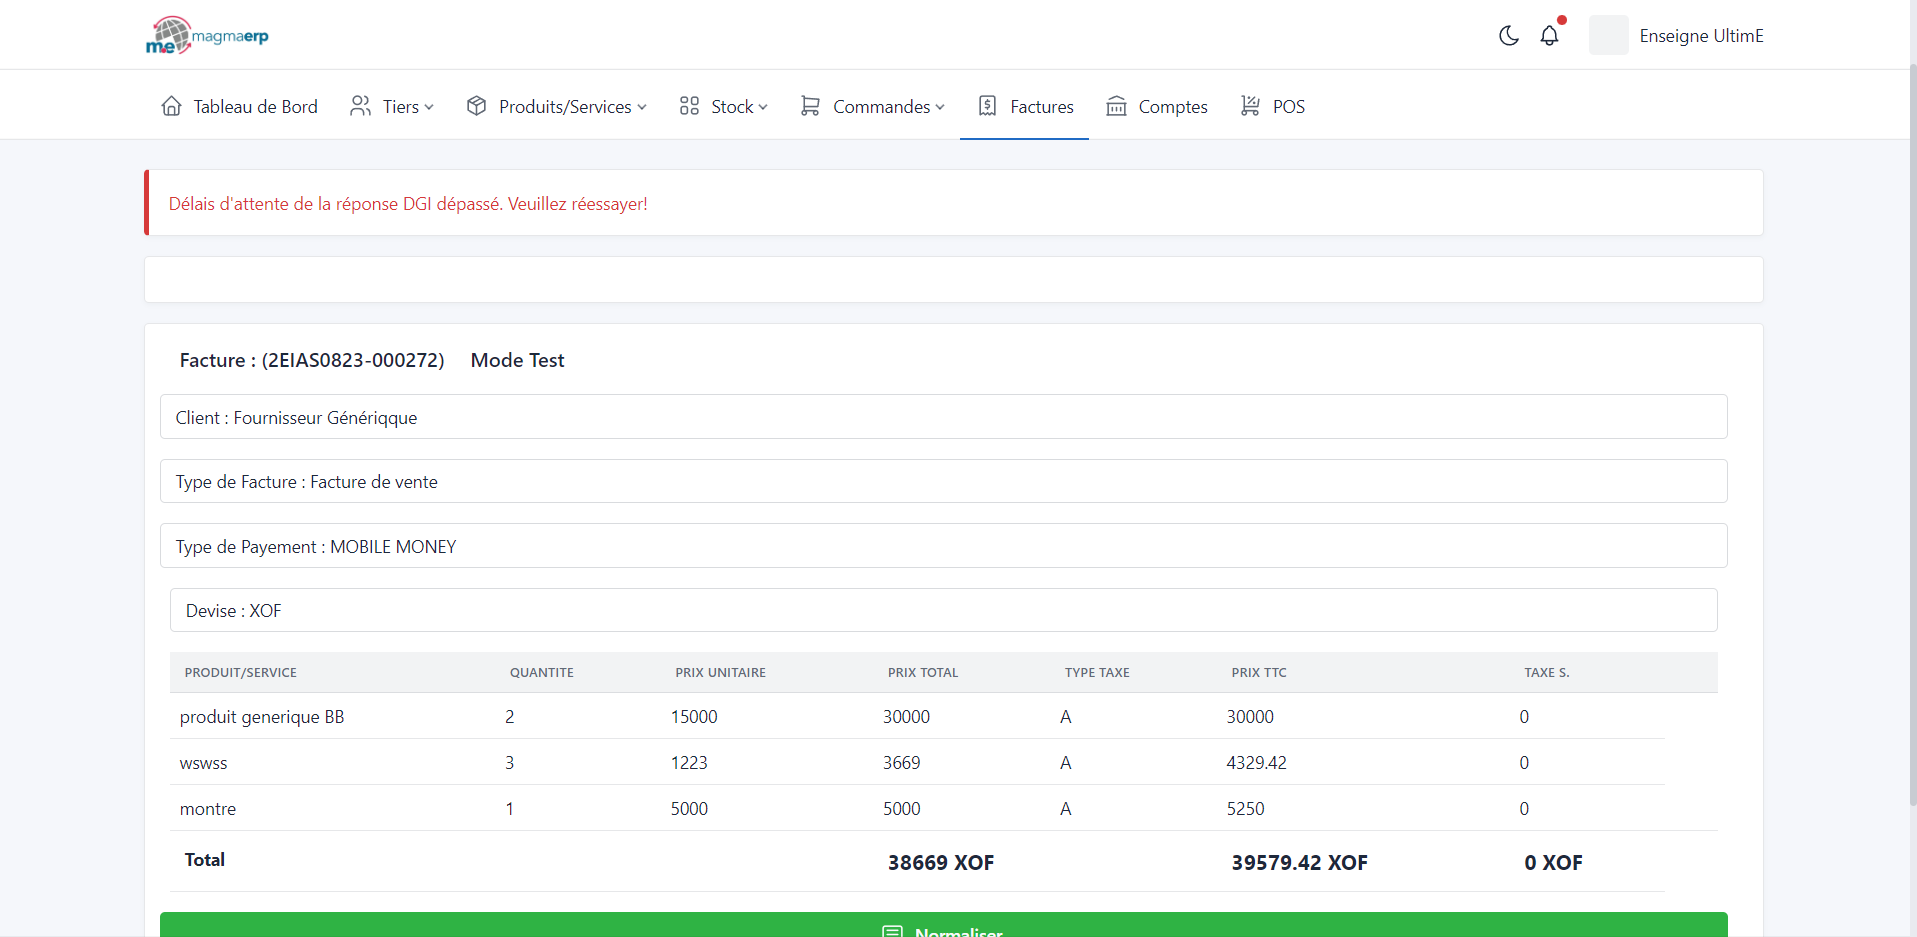 m.e magmaerp
Enseigne UltimE
Tableau de Bord Tiers Produits/Services Stock Commandes Factures Comptes POS
Délais d'attente de la réponse DGI dépassé. Veuillez réessayer!
Facture : (2EIAS0823-000272) Mode Test
Client : Fournisseur Génériqque
Type de Facture : Facture de vente
Type de Payement : MOBILE MONEY
Devise : XOF
PRODUIT/SERVICE QUANTITE PRIX UNITAIRE PRIX TOTAL TYPE TAXE PRIX TTC TAXE S.
produit generique BB 2 15000 30000 A 30000 0
wswss 3 1223 3669 A 4329.42 0
montre 1 5000 5000 A 5250 0
Total 38669 XOF 39579.42 XOF 0 XOF
Normaliser